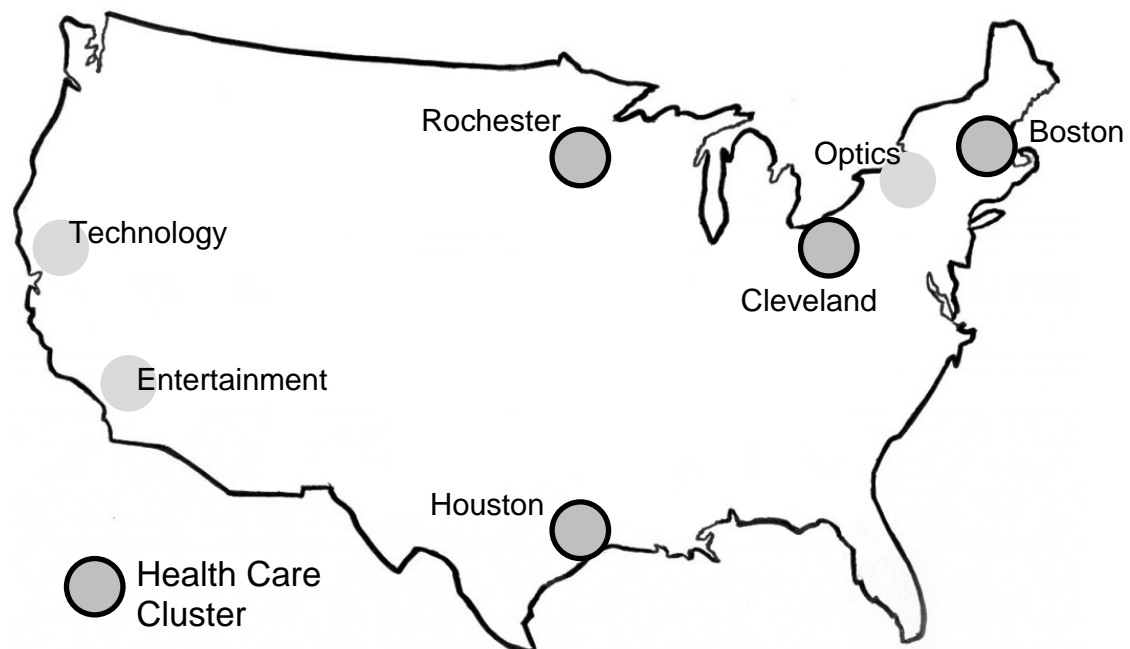 Rochester
Boston
Optics
Technology
Cleveland
Entertainment
Houston
Health Care
Cluster